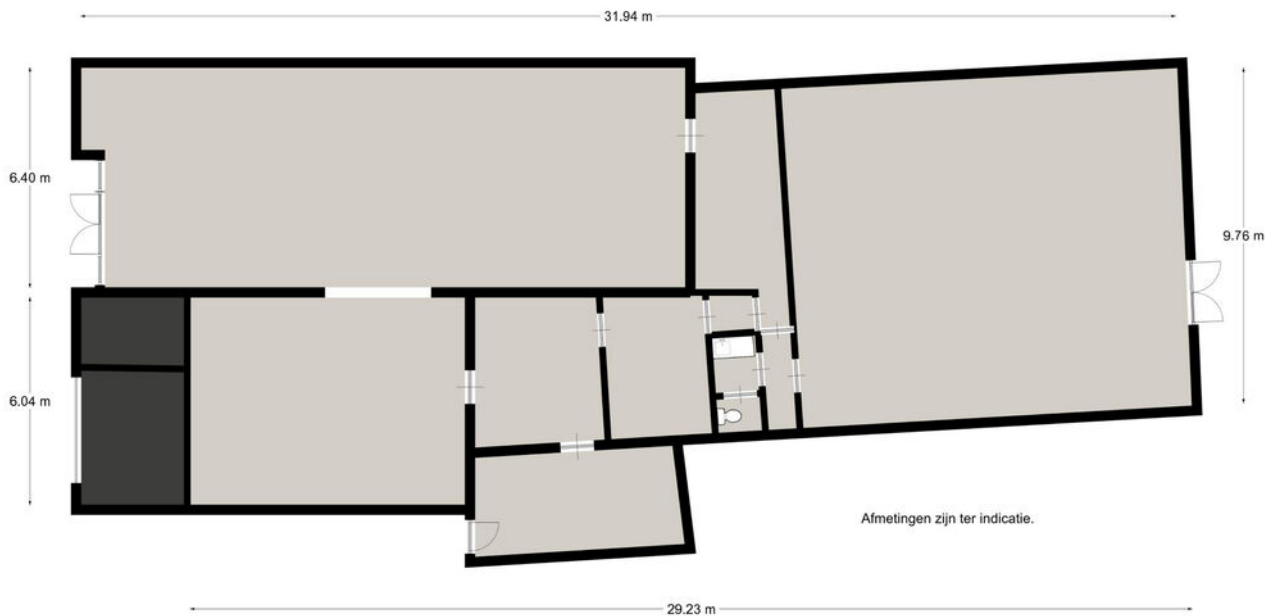 31.94 m
6.40 m
9.76 m
6.04 m
Afmetingen zijn ter indicatie.
29.23 m